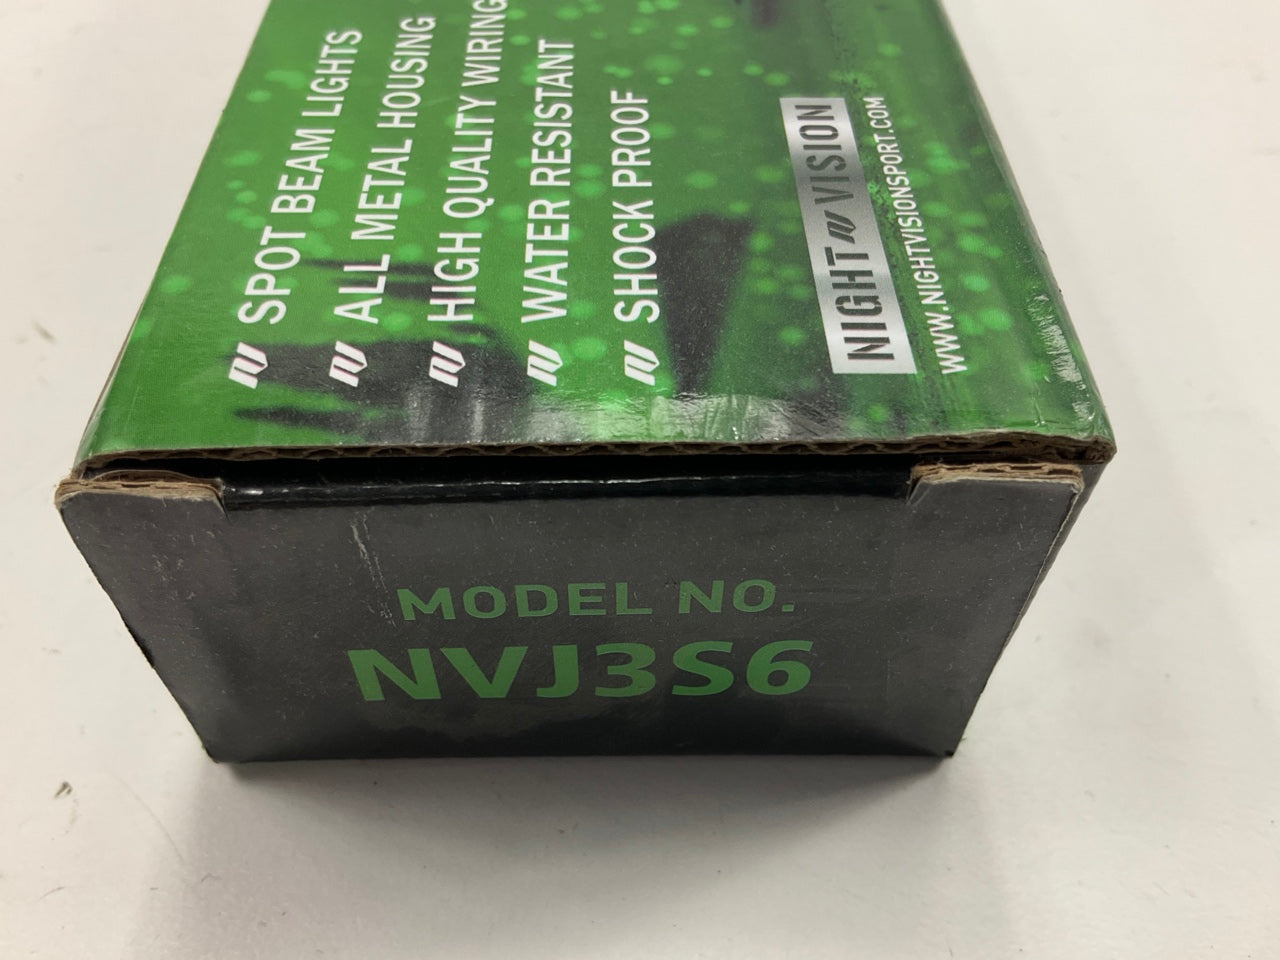 SPOT BEAM LIGHTS
ALL METAL HOUSING
HIGH QUALITY WIRING
WATER RESISTANT
SHOCK PROOF
NIGHT VISION
WWW.NIGHTVISIONSPORT.COM
MODEL NO.
NVJ3S6